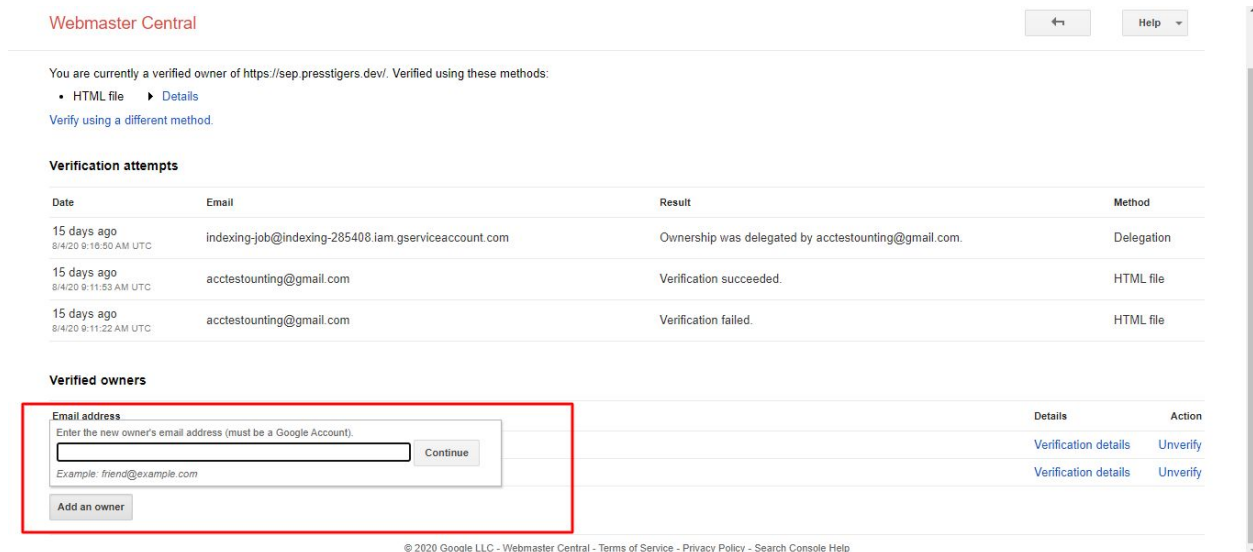 Webmaster Central
Help
You are currently a verified owner of https://sep.presstigers.dev/. Verified using these methods:
• HTML file Details
Verify using a different method.
Verification attempts
Date Email Result Method
15 days ago
8/4/20 9:16:50 AM UTC
indexing-job@indexing-285408.iam.gserviceaccount.com Ownership was delegated by acctestounting@gmail.com. Delegation
15 days ago
8/4/20 9:11:53 AM UTC
acctestounting@gmail.com Verification succeeded. HTML file
15 days ago
8/4/20 9:11:22 AM UTC
acctestounting@gmail.com Verification failed. HTML file
Verified owners
Email address Details Action
Enter the new owner's email address (must be a Google Account).
Continue
Verification details Unverify
Example: friend@example.com
Verification details Unverify
Add an owner
© 2020 Google LLC - Webmaster Central - Terms of Service - Privacy Policy - Search Console Help